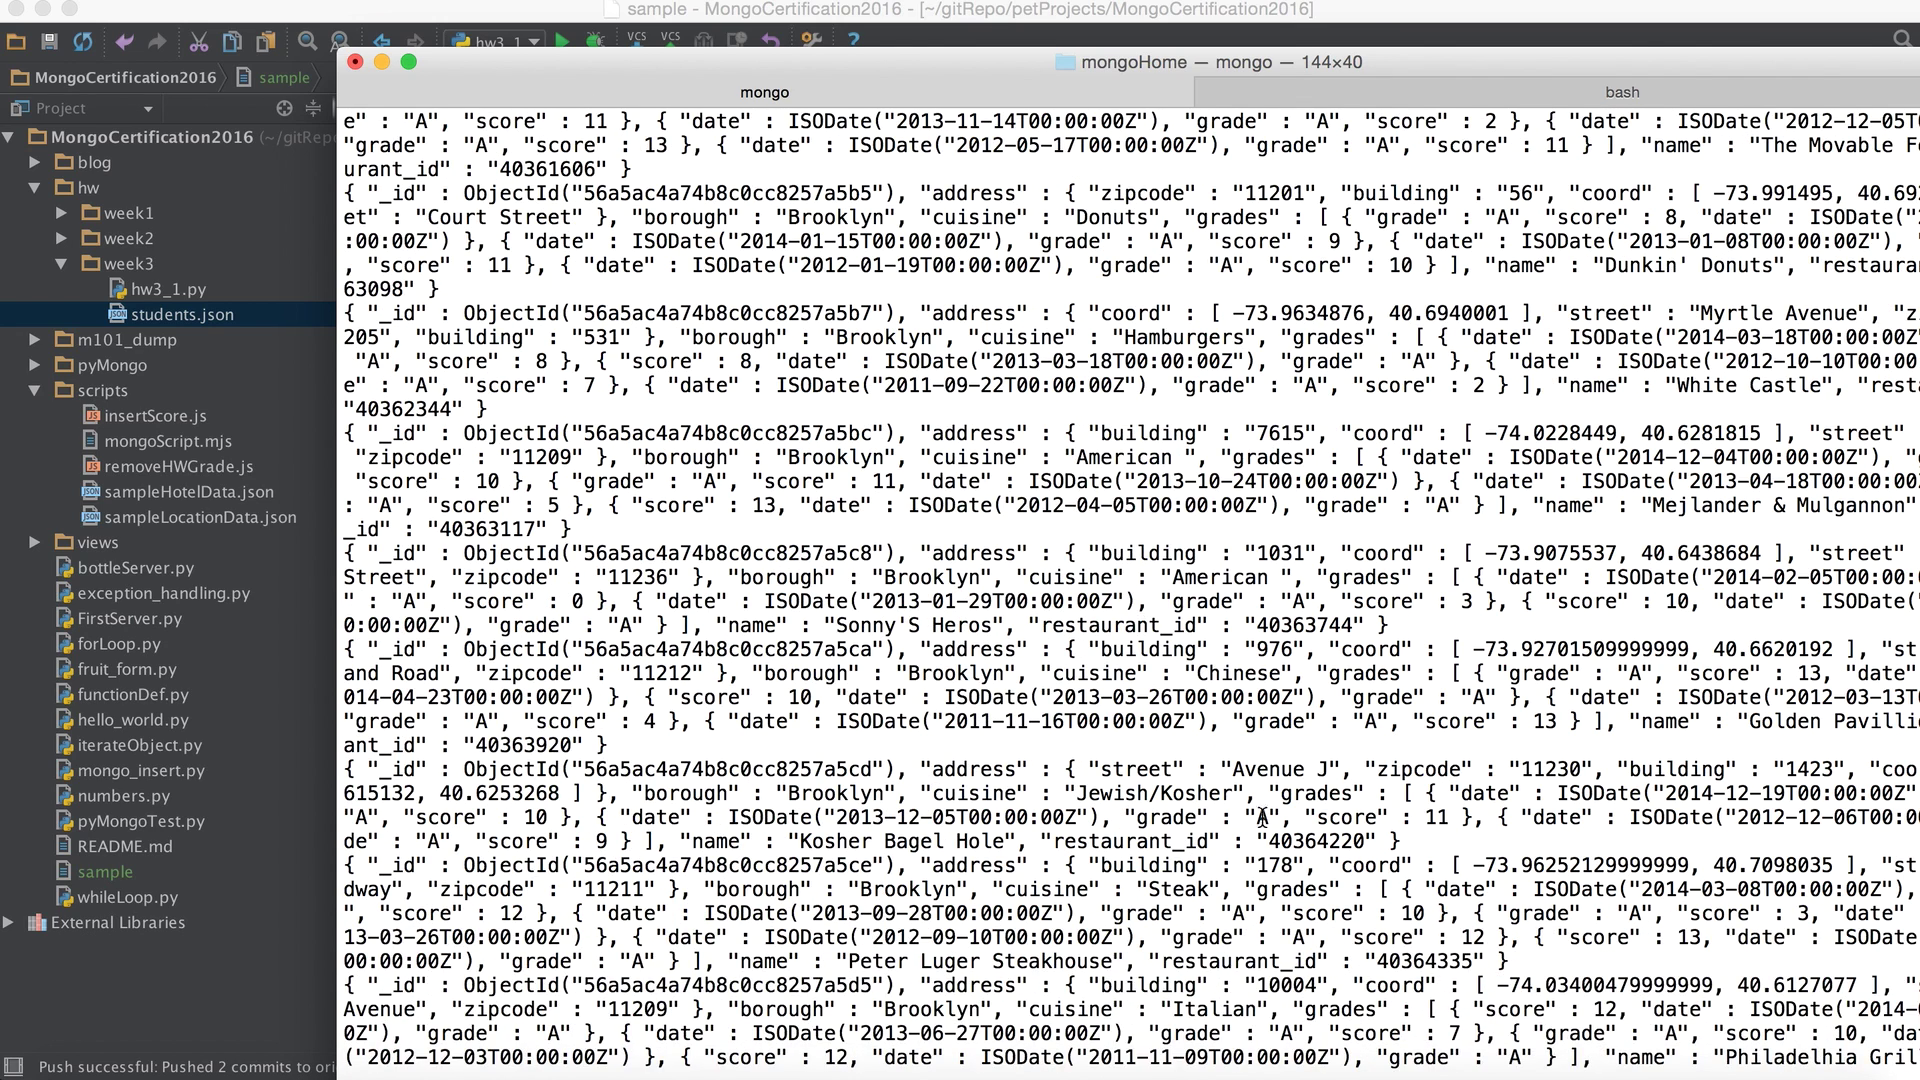 sample - MongoCertification2016 - [~/gitRepo/petProjects/MongoCertification2016]
hw3_1
VCS VCS
MongoCertification2016 sample
Project
MongoCertification2016 (~/gitRepo
blog
hw
week1
week2
week3
hw3_1.py
students.json
m101_dump
pyMongo
scripts
insertScore.js
mongoScript.mjs
removeHWGrade.js
sampleHotelData.json
sampleLocationData.json
views
bottleServer.py
exception_handling.py
FirstServer.py
forLoop.py
fruit_form.py
functionDef.py
hello_world.py
iterateObject.py
mongo_insert.py
numbers.py
pyMongoTest.py
README.md
sample
whileLoop.py
External Libraries
Push successful: Pushed 2 commits to ori
mongoHome — mongo — 144×40
mongo
bash
e" : "A", "score" : 11 }, { "date" : ISODate("2013-11-14T00:00:00Z"), "grade" : "A", "score" : 2 }, { "date" : ISODate("2012-12-05T0
"grade" : "A", "score" : 13 }, { "date" : ISODate("2012-05-17T00:00:00Z"), "grade" : "A", "score" : 11 } ], "name" : "The Movable Fe
urant_id" : "40361606" }
{ "_id" : ObjectId("56a5ac4a74b8c0cc8257a5b5"), "address" : { "zipcode" : "11201", "building" : "56", "coord" : [ -73.991495, 40.692
et" : "Court Street" }, "borough" : "Brooklyn", "cuisine" : "Donuts", "grades" : [ { "grade" : "A", "score" : 8, "date" : ISODate("2
:00:00Z") }, { "date" : ISODate("2014-01-15T00:00:00Z"), "grade" : "A", "score" : 9 }, { "date" : ISODate("2013-01-08T00:00:00Z"), "
, "score" : 11 }, { "date" : ISODate("2012-01-19T00:00:00Z"), "grade" : "A", "score" : 10 } ], "name" : "Dunkin' Donuts", "restauran
63098" }
{ "_id" : ObjectId("56a5ac4a74b8c0cc8257a5b7"), "address" : { "coord" : [ -73.9634876, 40.6940001 ], "street" : "Myrtle Avenue", "zi
205", "building" : "531" }, "borough" : "Brooklyn", "cuisine" : "Hamburgers", "grades" : [ { "date" : ISODate("2014-03-18T00:00:00Z"
"A", "score" : 8 }, { "score" : 8, "date" : ISODate("2013-03-18T00:00:00Z"), "grade" : "A" }, { "date" : ISODate("2012-10-10T00:00
e" : "A", "score" : 7 }, { "date" : ISODate("2011-09-22T00:00:00Z"), "grade" : "A", "score" : 2 } ], "name" : "White Castle", "resta
"40362344" }
{ "_id" : ObjectId("56a5ac4a74b8c0cc8257a5bc"), "address" : { "building" : "7615", "coord" : [ -74.0228449, 40.6281815 ], "street"
"zipcode" : "11209" }, "borough" : "Brooklyn", "cuisine" : "American ", "grades" : [ { "date" : ISODate("2014-12-04T00:00:00Z"), "g
"score" : 10 }, { "grade" : "A", "score" : 11, "date" : ISODate("2013-10-24T00:00:00Z") }, { "date" : ISODate("2013-04-18T00:00:00Z
: "A", "score" : 5 }, { "score" : 13, "date" : ISODate("2012-04-05T00:00:00Z"), "grade" : "A" } ], "name" : "Mejlander & Mulgannon"
_id" : "40363117" }
{ "_id" : ObjectId("56a5ac4a74b8c0cc8257a5c8"), "address" : { "building" : "1031", "coord" : [ -73.9075537, 40.6438684 ], "street"
Street", "zipcode" : "11236" }, "borough" : "Brooklyn", "cuisine" : "American ", "grades" : [ { "date" : ISODate("2014-02-05T00:00:0
" : "A", "score" : 0 }, { "date" : ISODate("2013-01-29T00:00:00Z"), "grade" : "A", "score" : 3 }, { "score" : 10, "date" : ISODate("
0:00:00Z"), "grade" : "A" } ], "name" : "Sonny'S Heros", "restaurant_id" : "40363744" }
{ "_id" : ObjectId("56a5ac4a74b8c0cc8257a5ca"), "address" : { "building" : "976", "coord" : [ -73.92701509999999, 40.6620192 ], "str
and Road", "zipcode" : "11212" }, "borough" : "Brooklyn", "cuisine" : "Chinese", "grades" : [ { "grade" : "A", "score" : 13, "date"
014-04-23T00:00:00Z") }, { "score" : 10, "date" : ISODate("2013-03-26T00:00:00Z"), "grade" : "A" }, { "date" : ISODate("2012-03-13T0
"grade" : "A", "score" : 4 }, { "date" : ISODate("2011-11-16T00:00:00Z"), "grade" : "A", "score" : 13 } ], "name" : "Golden Pavillio
ant_id" : "40363920" }
{ "_id" : ObjectId("56a5ac4a74b8c0cc8257a5cd"), "address" : { "street" : "Avenue J", "zipcode" : "11230", "building" : "1423", "coo
615132, 40.6253268 ] }, "borough" : "Brooklyn", "cuisine" : "Jewish/Kosher", "grades" : [ { "date" : ISODate("2014-12-19T00:00:00Z"
"A", "score" : 10 }, { "date" : ISODate("2013-12-05T00:00:00Z"), "grade" : "A", "score" : 11 }, { "date" : ISODate("2012-12-06T00:00
de" : "A", "score" : 9 } ], "name" : "Kosher Bagel Hole", "restaurant_id" : "40364220" }
{ "_id" : ObjectId("56a5ac4a74b8c0cc8257a5ce"), "address" : { "building" : "178", "coord" : [ -73.96252129999999, 40.7098035 ], "str
dway", "zipcode" : "11211" }, "borough" : "Brooklyn", "cuisine" : "Steak", "grades" : [ { "date" : ISODate("2014-03-08T00:00:00Z"),
", "score" : 12 }, { "date" : ISODate("2013-09-28T00:00:00Z"), "grade" : "A", "score" : 10 }, { "grade" : "A", "score" : 3, "date"
13-03-26T00:00:00Z") }, { "date" : ISODate("2012-09-10T00:00:00Z"), "grade" : "A", "score" : 12 }, { "score" : 13, "date" : ISODate
00:00:00Z"), "grade" : "A" } ], "name" : "Peter Luger Steakhouse", "restaurant_id" : "40364335" }
{ "_id" : ObjectId("56a5ac4a74b8c0cc8257a5d5"), "address" : { "building" : "10004", "coord" : [ -74.03400479999999, 40.6127077 ], "s
Avenue", "zipcode" : "11209" }, "borough" : "Brooklyn", "cuisine" : "Italian", "grades" : [ { "score" : 12, "date" : ISODate("2014-
0Z"), "grade" : "A" }, { "date" : ISODate("2013-06-27T00:00:00Z"), "grade" : "A", "score" : 7 }, { "grade" : "A", "score" : 10, "dat
("2012-12-03T00:00:00Z") }, { "score" : 12, "date" : ISODate("2011-11-09T00:00:00Z"), "grade" : "A" } ], "name" : "Philadelhia Gril